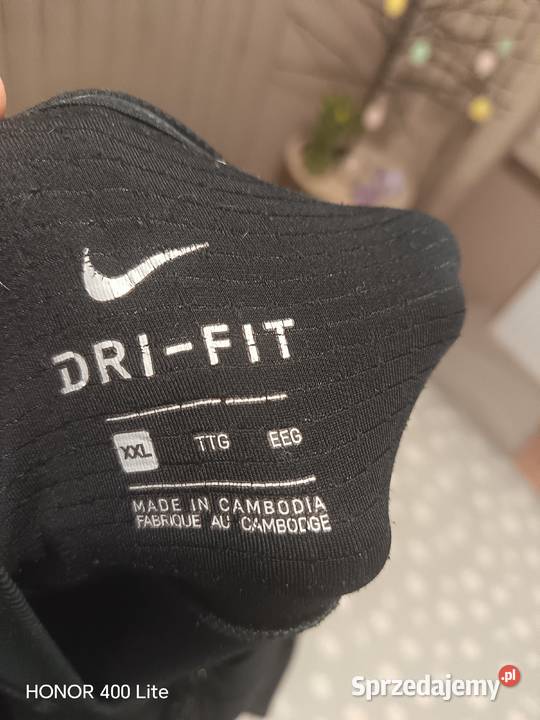 DRI-FIT
XXL TTG EEG
MADE IN CAMBODIA
FABRIQUE AU CAMBODGE
HONOR 400 Lite
Sprzedajemy.pl